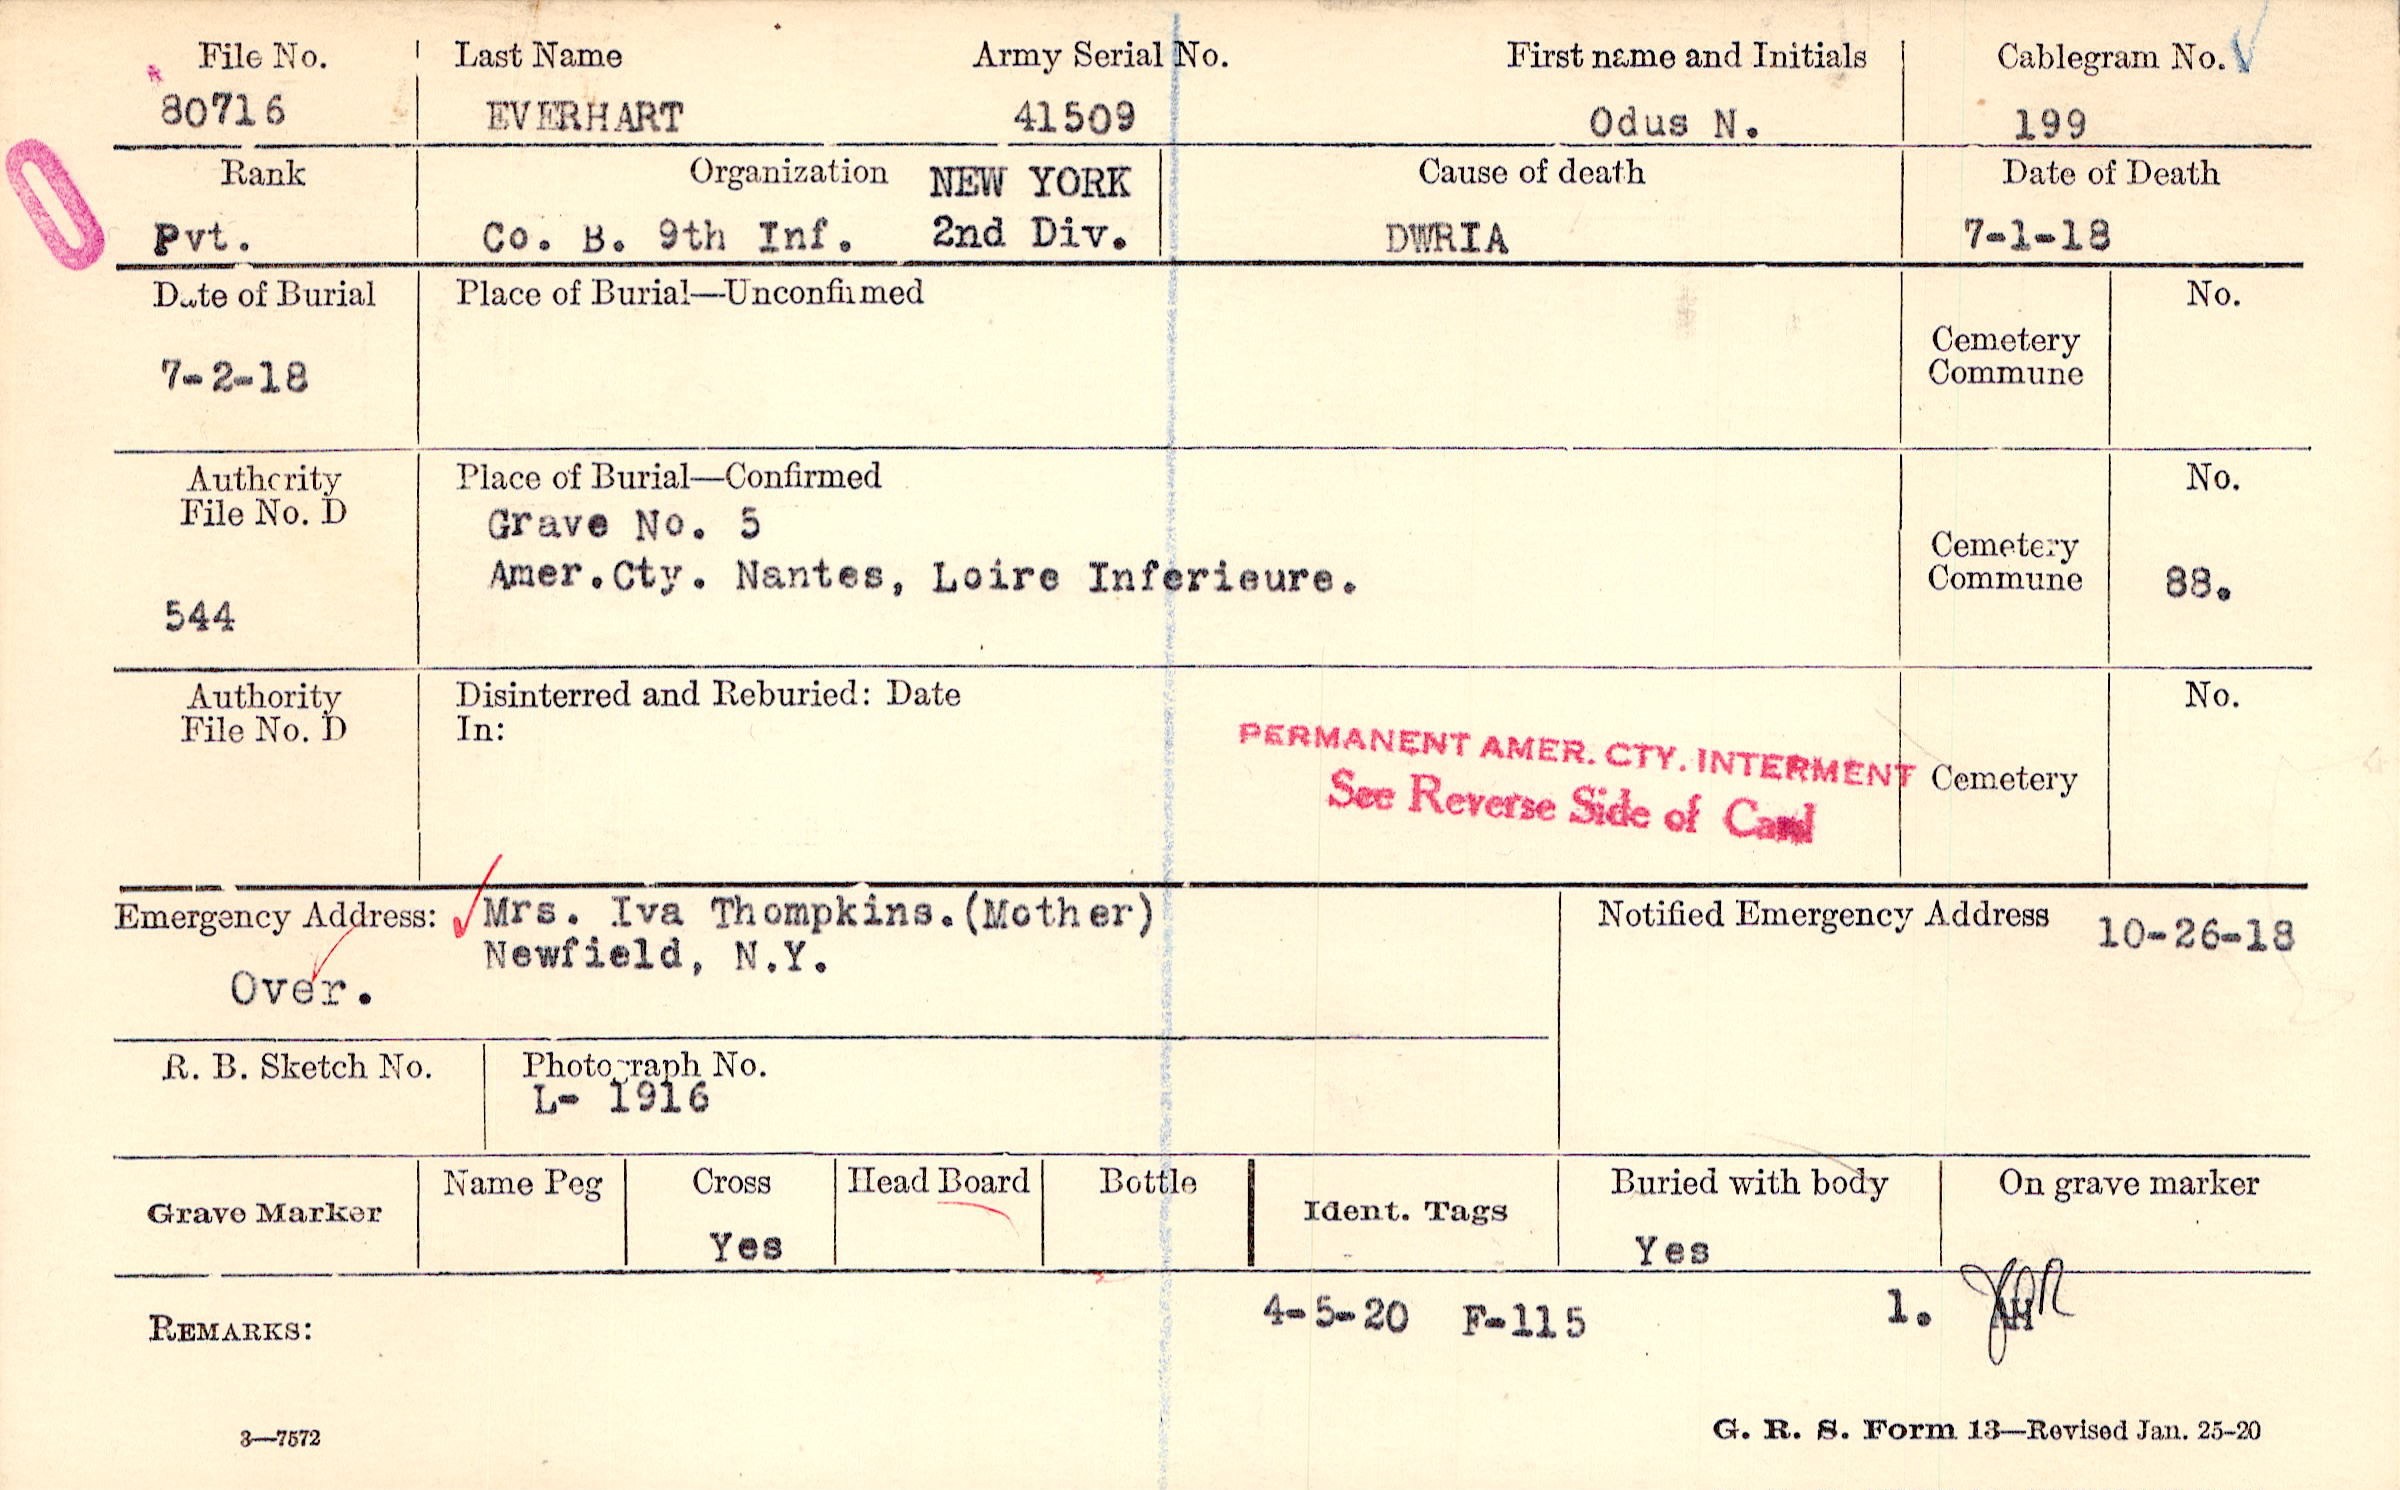 File No. Last Name Army Serial No. First name and Initials Cablegram No.
80716 EVERHART 41509 Odus N. 199
Rank Organization NEW YORK Cause of death Date of Death
Pvt. Co. B. 9th Inf. 2nd Div. DWRIA 7-1-18
Date of Burial Place of Burial—Unconfirmed No.
Cemetery
Commune
7-2-18
Authority Place of Burial—Confirmed No.
File No. D Grave No. 5
Cemetery
Amer.Cty. Nantes, Loire Inferieure. Commune 88.
544
Authority Disinterred and Reburied: Date No.
File No. D In:
PERMANENT AMER. CTY. INTERMENT Cemetery
See Reverse Side of Card
Emergency Address: Mrs. Iva Thompkins.(Mother) Notified Emergency Address 10-26-18
Newfield, N.Y.
Over.
R. B. Sketch No. Photograph No.
L- 1916
Grave Marker Name Peg Cross Head Board Bottle Ident. Tags Buried with body On grave marker
Yes Yes
REMARKS: 4-5-20 F-115 1.
3—7572 G. R. S. Form 13—Revised Jan. 25-20